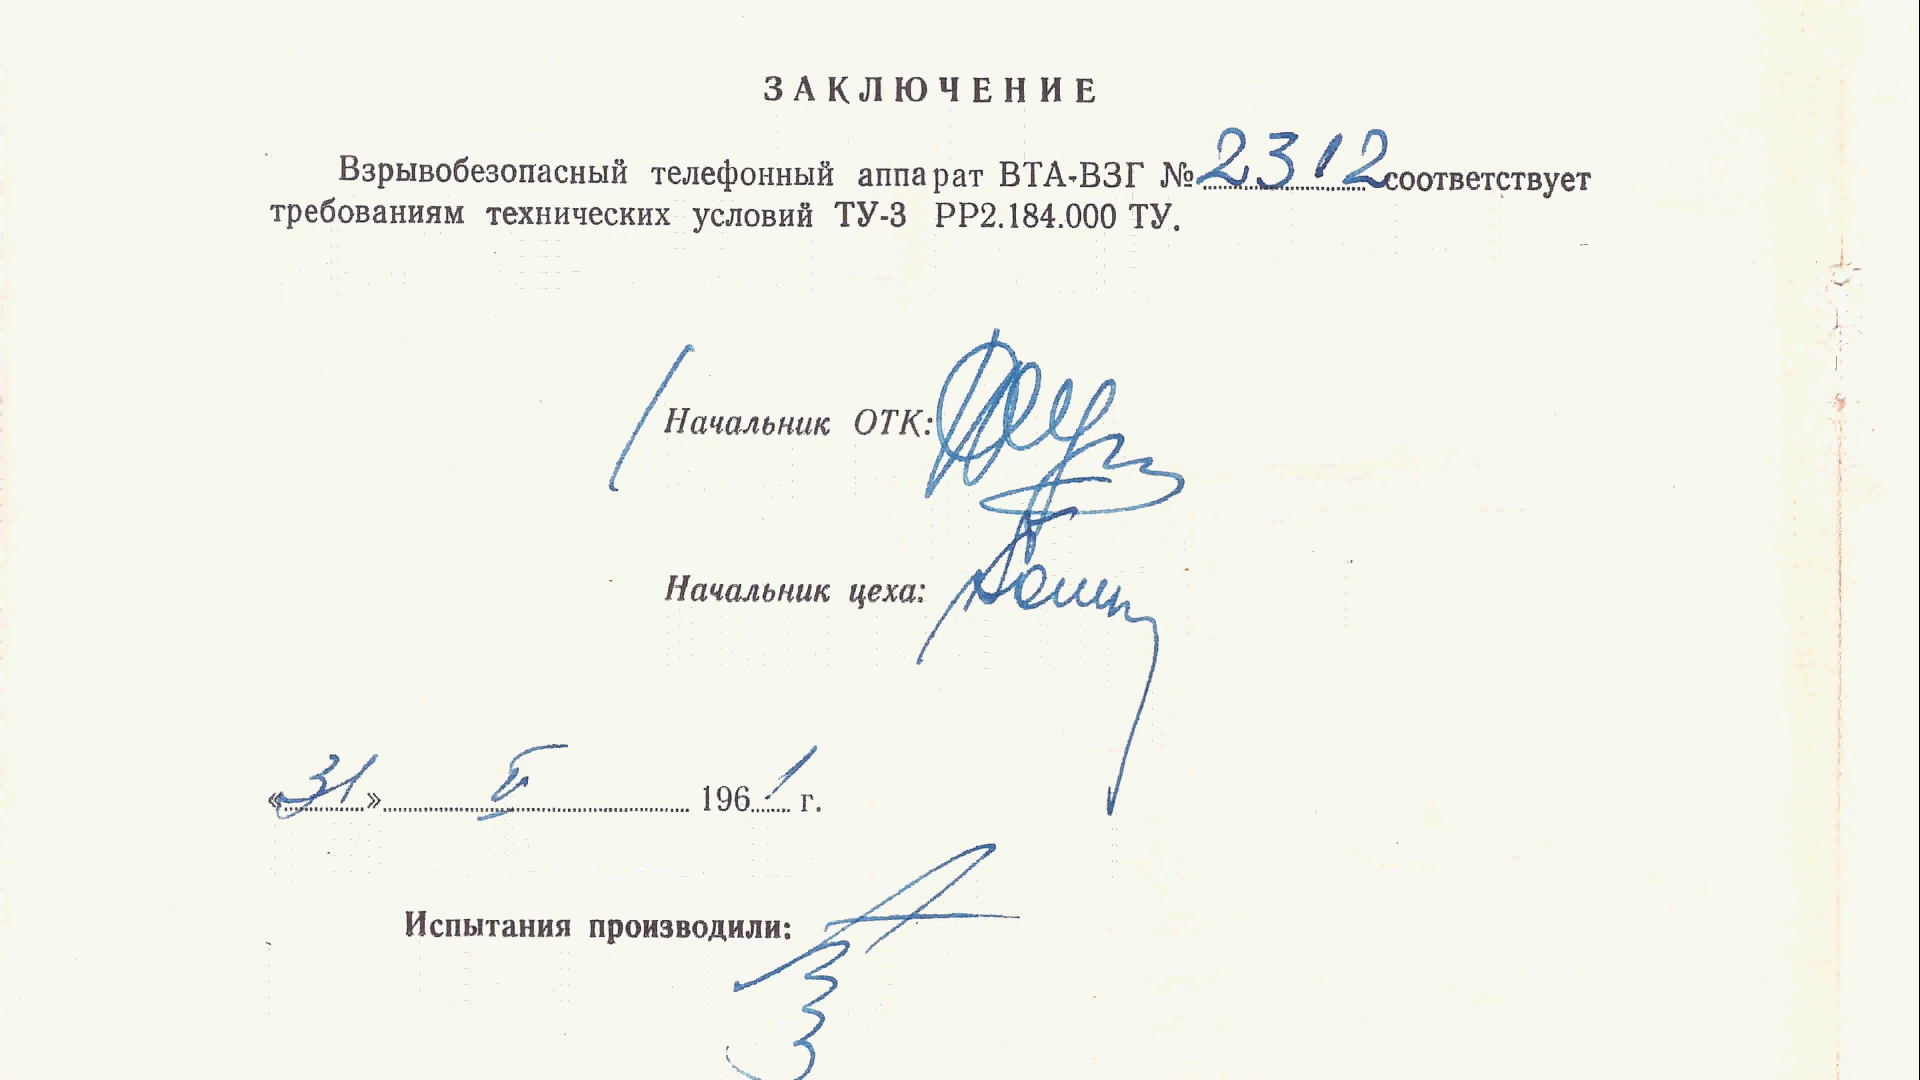 ЗАКЛЮЧЕНИЕ
Взрывобезопасный телефонный аппарат ВТА-ВЗГ № 2312 соответствует
требованиям технических условий ТУ-3 РР2.184.000 ТУ.
Начальник ОТК:
Начальник цеха:
«31» V 1961 г.
Испытания производили: